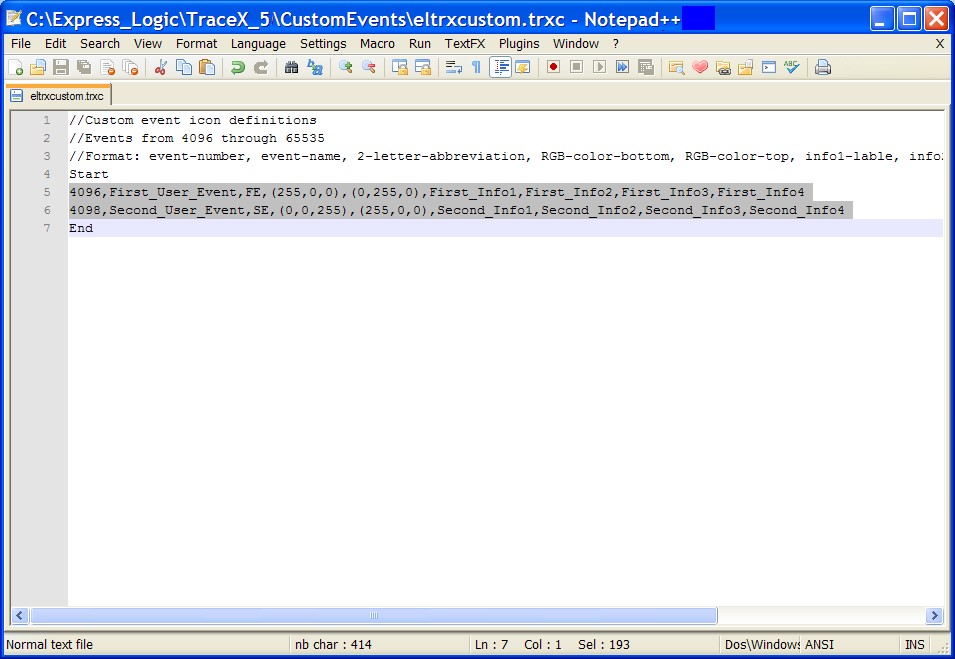 C:\Express_Logic\TraceX_5\CustomEvents\eltrxcustom.trxc - Notepad++
File Edit Search View Format Language Settings Macro Run TextFX Plugins Window ? X
eltrxcustom.trxc
1 //Custom event icon definitions
2 //Events from 4096 through 65535
3 //Format: event-number, event-name, 2-letter-abbreviation, RGB-color-bottom, RGB-color-top, info1-lable, info2
4 Start
5 4096,First_User_Event,FE,(255,0,0),(0,255,0),First_Info1,First_Info2,First_Info3,First_Info4
6 4098,Second_User_Event,SE,(0,0,255),(255,0,0),Second_Info1,Second_Info2,Second_Info3,Second_Info4
7 End
Normal text file nb char : 414 Ln : 7 Col : 1 Sel : 193 Dos\Windows ANSI INS